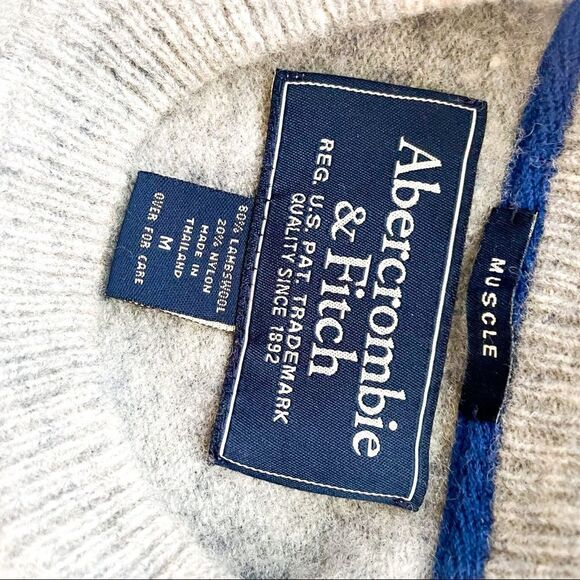 MUSCLE
Abercrombie
& Fitch
REG. U.S. PAT. TRADEMARK
QUALITY SINCE 1892
80% LAMBSWOOL
20% NYLON
MADE IN
THAILAND
M
OVER FOR CARE